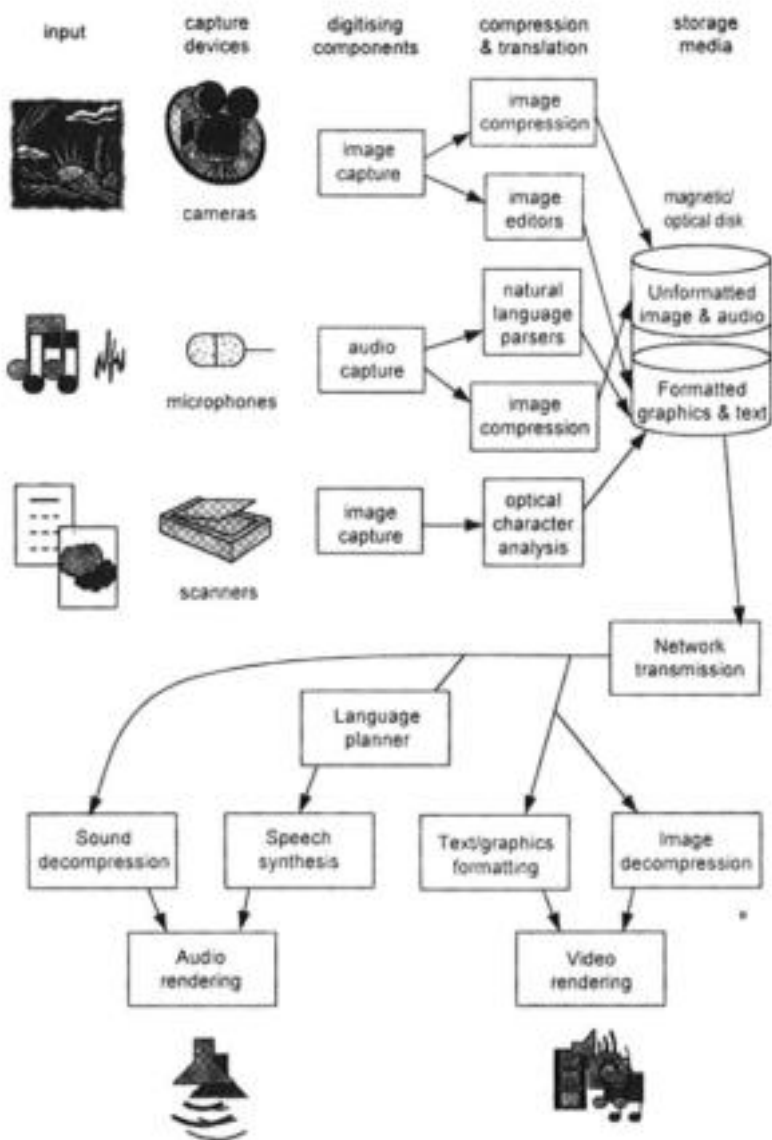 input
capture
devices
digitising
components
compression
& translation
storage
media
cameras
image
capture
image
compression
image
editors
magnetic/
optical disk
Unformatted
image & audio
Formatted
graphics & text
microphones
audio
capture
natural
language
parsers
image
compression
scanners
image
capture
optical
character
analysis
Network
transmission
Language
planner
Sound
decompression
Speech
synthesis
Text/graphics
formatting
Image
decompression
Audio
rendering
Video
rendering